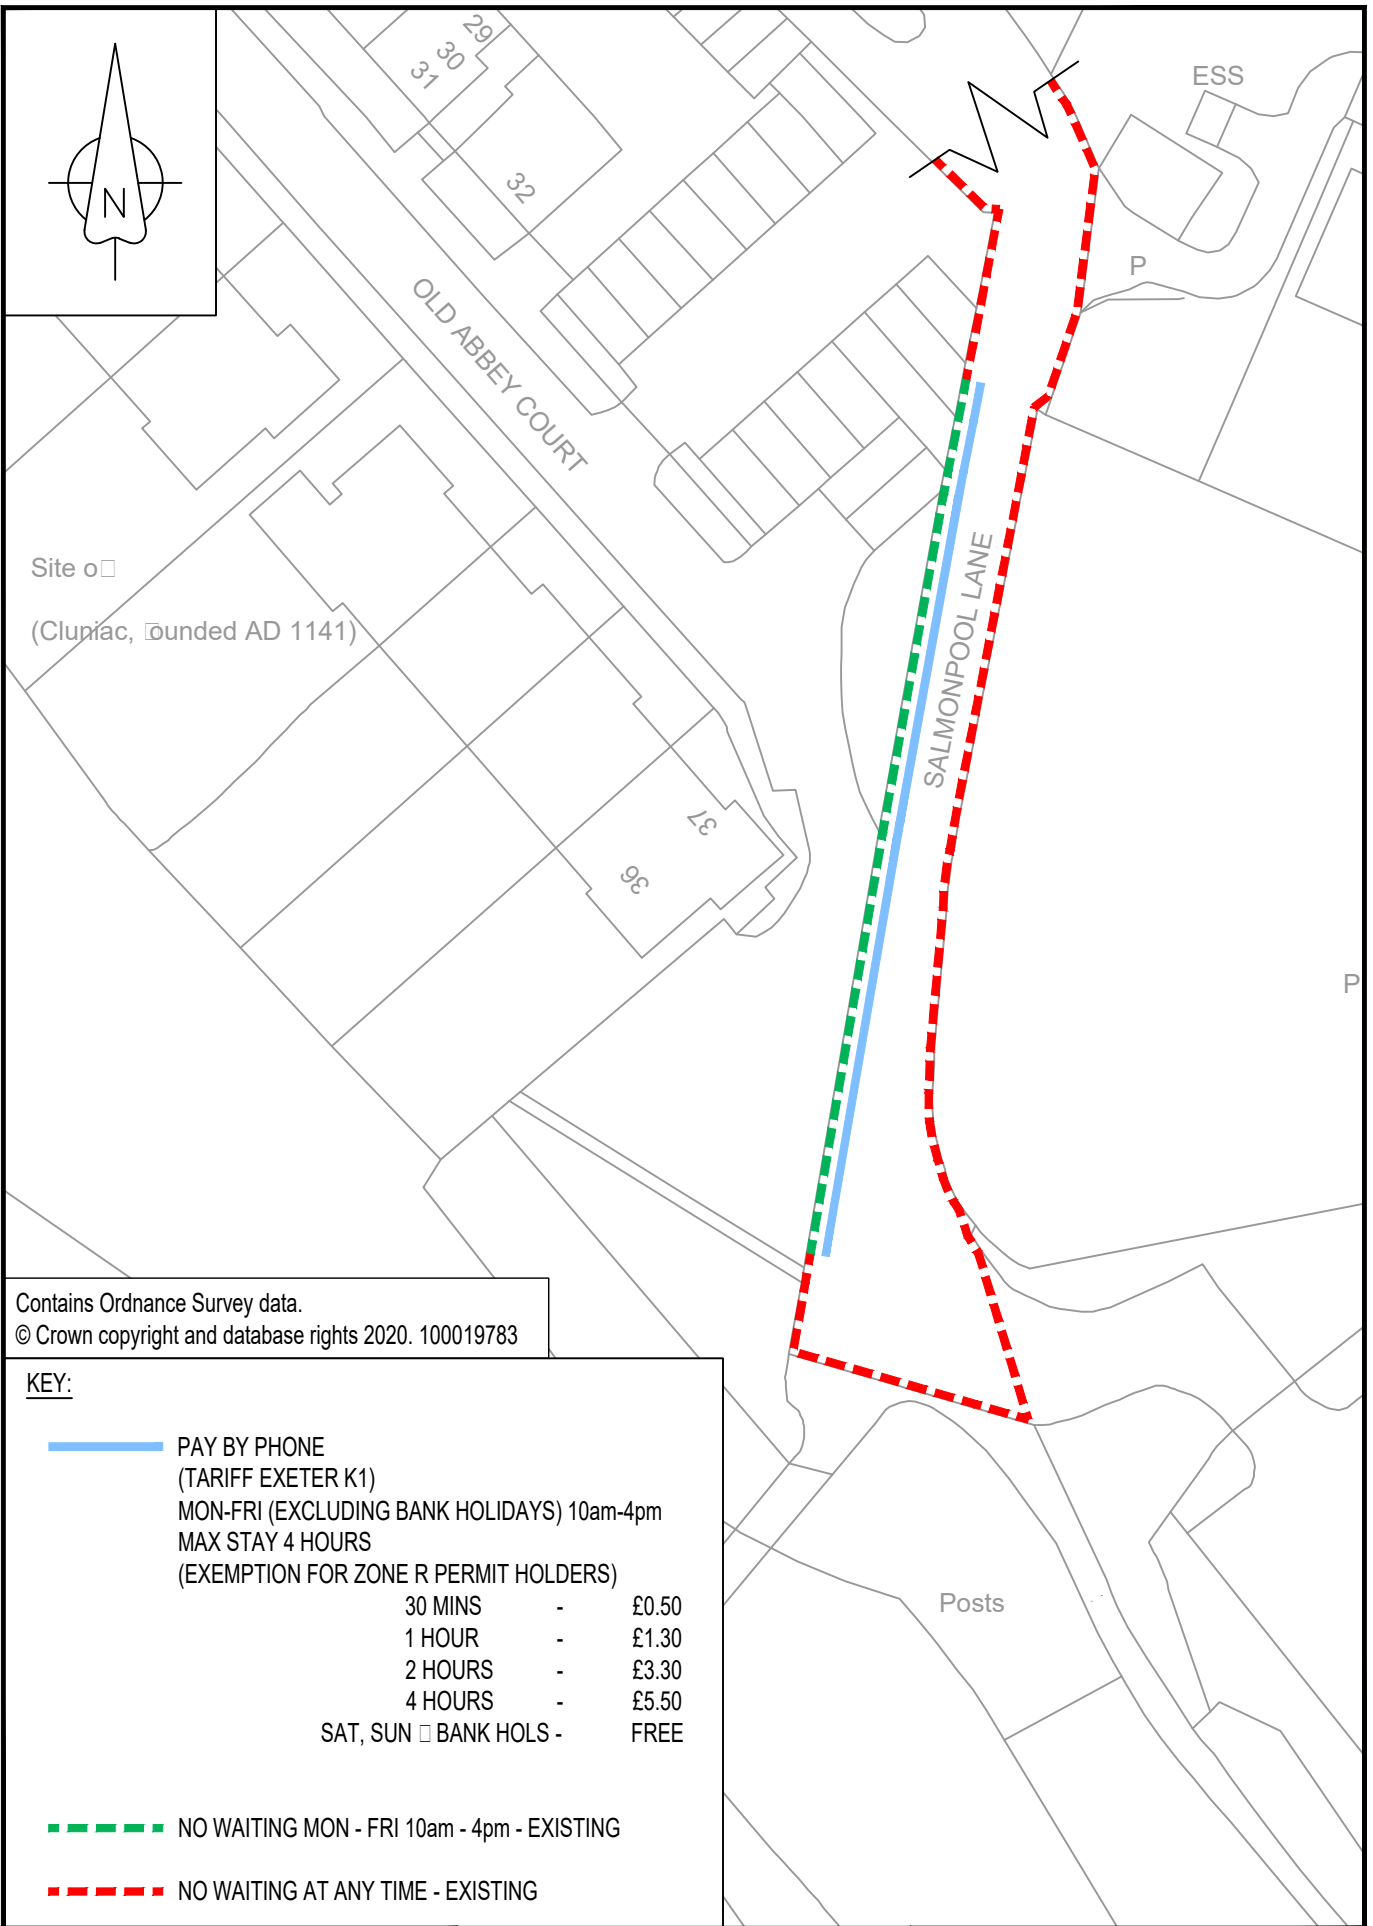 29
30
31
32
ESS
N
P
OLD ABBEY COURT
SALMONPOOL LANE
Site o□
(Cluniac, □ounded AD 1141)
37
36
P
Contains Ordnance Survey data.
© Crown copyright and database rights 2020. 100019783
KEY:
PAY BY PHONE
(TARIFF EXETER K1)
MON-FRI (EXCLUDING BANK HOLIDAYS) 10am-4pm
MAX STAY 4 HOURS
(EXEMPTION FOR ZONE R PERMIT HOLDERS)
30 MINS - £0.50
1 HOUR - £1.30
2 HOURS - £3.30
4 HOURS - £5.50
SAT, SUN □ BANK HOLS - FREE
Posts
NO WAITING MON - FRI 10am - 4pm - EXISTING
NO WAITING AT ANY TIME - EXISTING